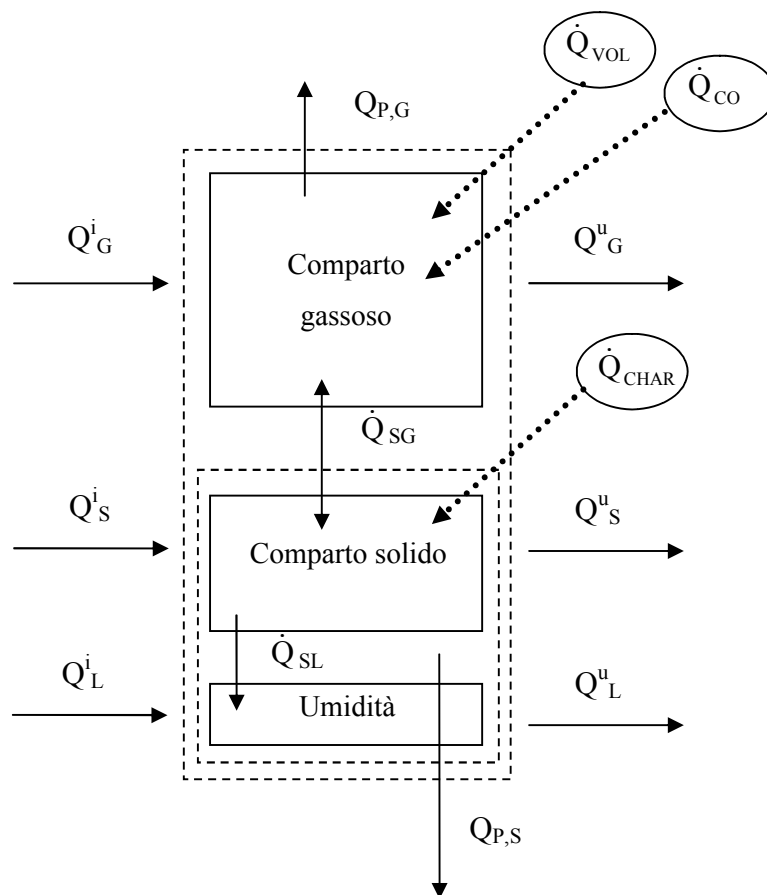 Q̇VOL
Q̇CO
QP,G
QiG
Comparto
gassoso
QuG
Q̇CHAR
Q̇SG
QiS
Comparto solido
QuS
Q̇SL
QiL
Umidità
QuL
QP,S